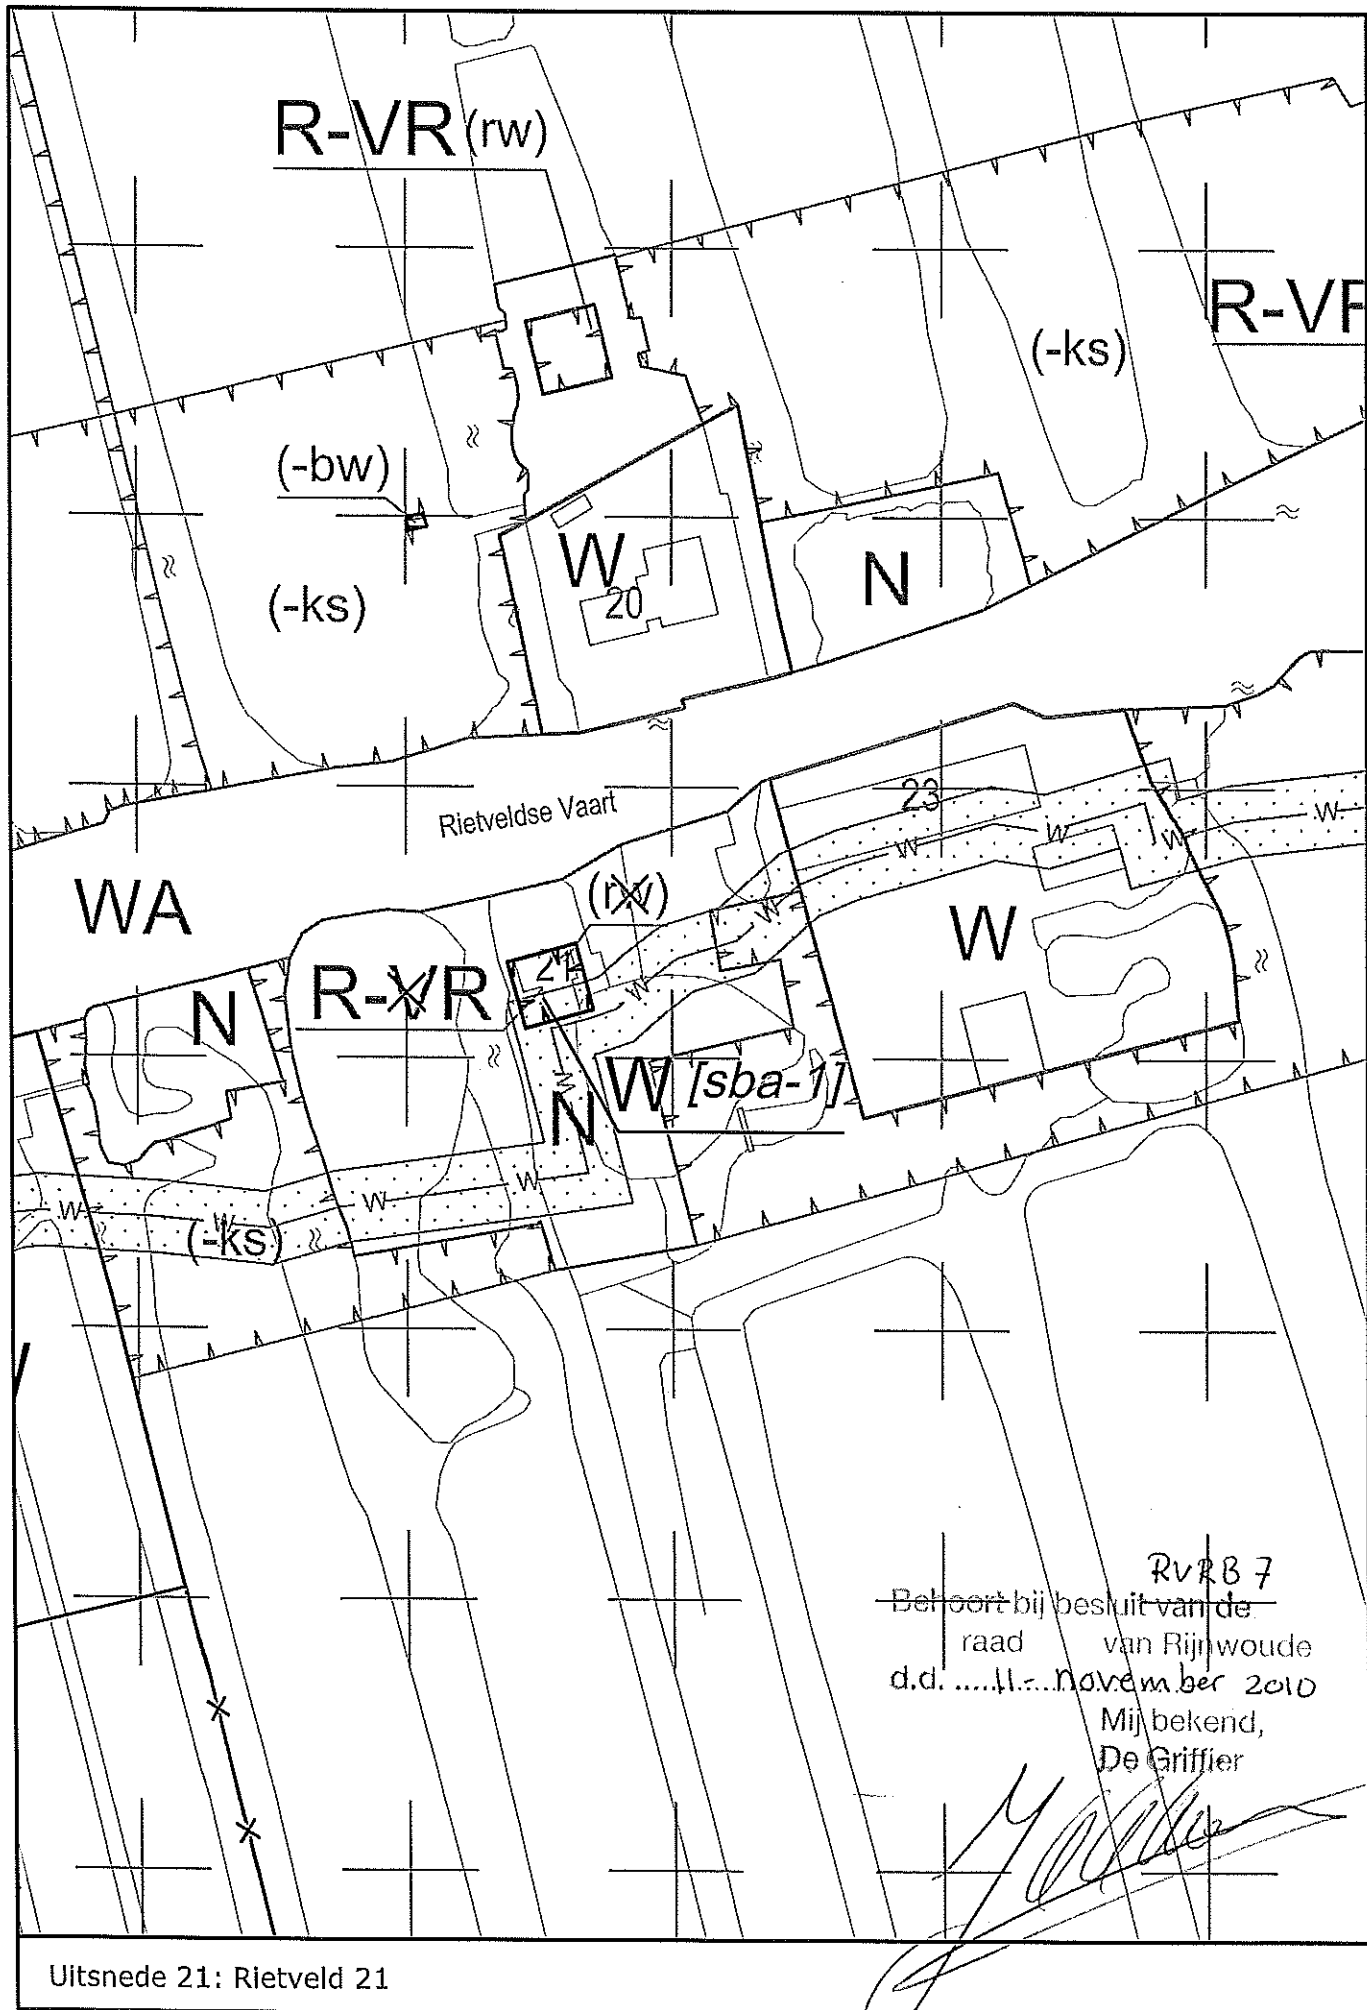 R-VR (rw)
R-VR
(-ks)
(-bw)
W
20
N
(-ks)
Rietveldse Vaart
23
W
WA
(rw)
W
W
W
W
21
N
R-VR
W
W
W [sba-1]
W
N
W
W
W
W
(-ks)
RVRB 7
Behoort bij besluit van de
raad van Rijnwoude
d.d. .....11-...november 2010
Mij bekend,
De Griffier
Uitsnede 21: Rietveld 21